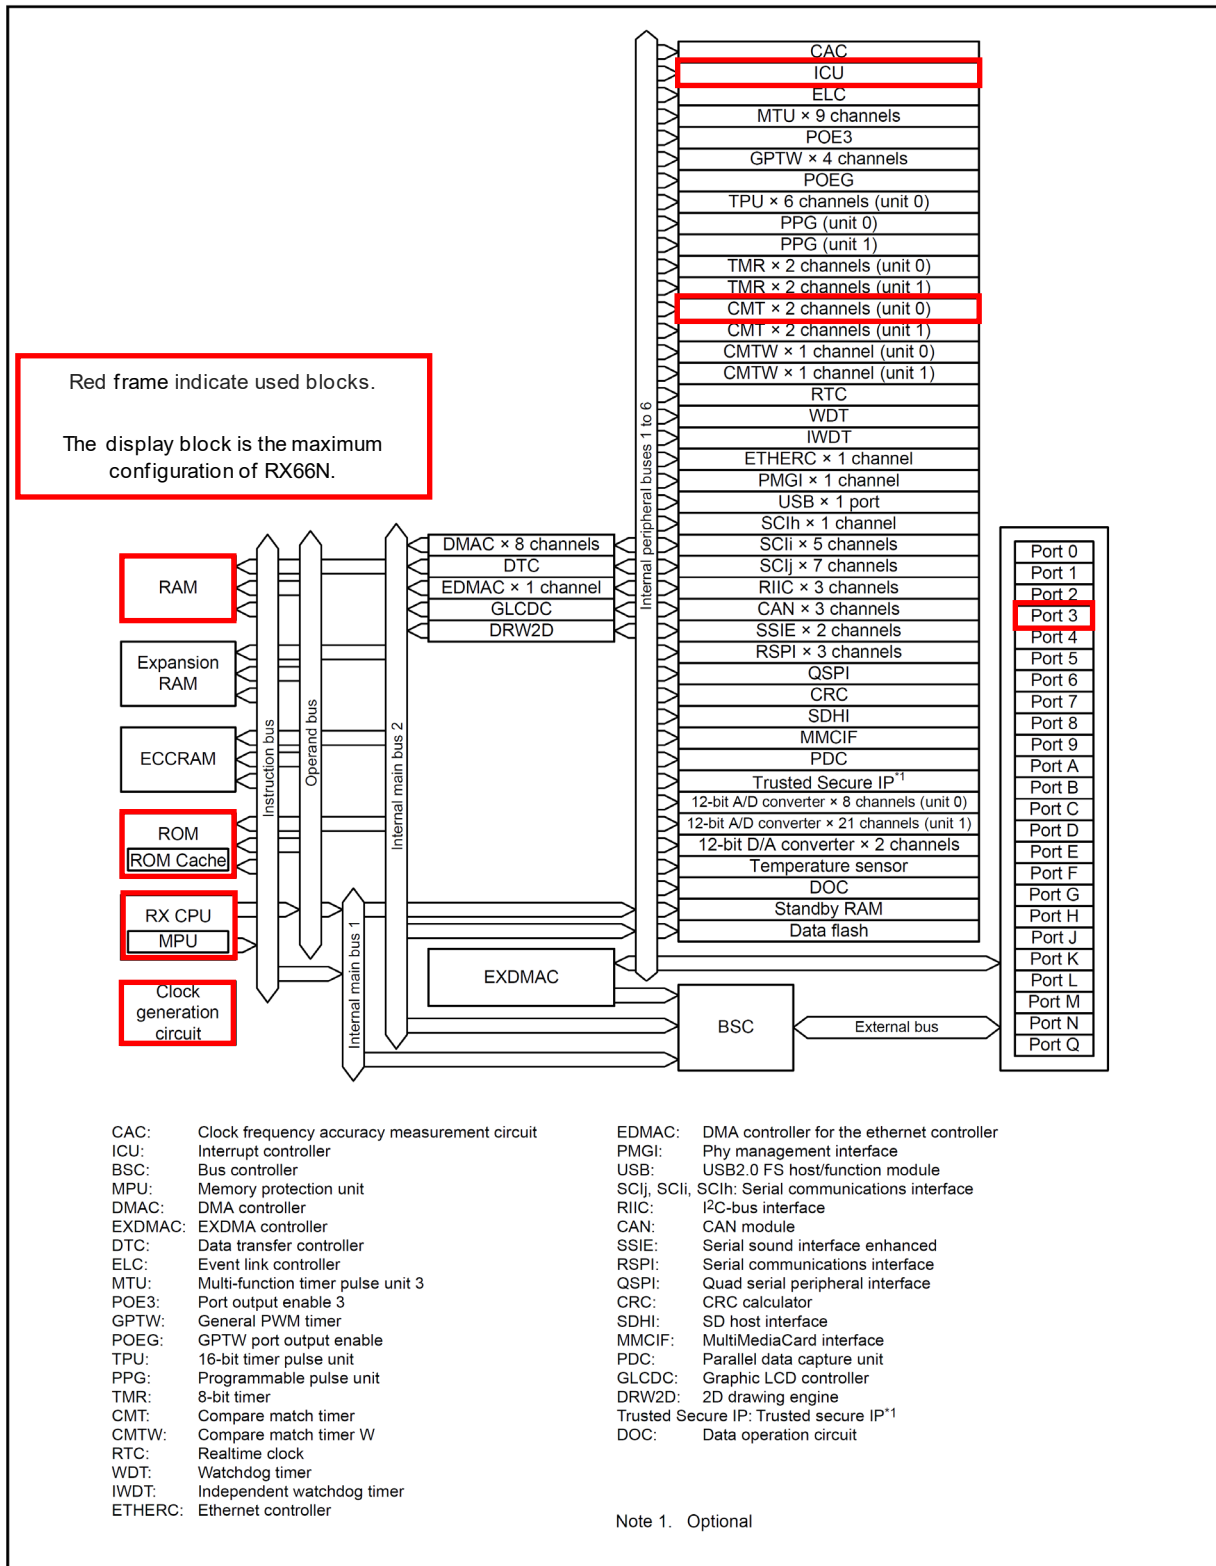 CAC
ICU
ELC
MTU × 9 channels
POE3
GPTW × 4 channels
POEG
TPU × 6 channels (unit 0)
PPG (unit 0)
PPG (unit 1)
TMR × 2 channels (unit 0)
TMR × 2 channels (unit 1)
CMT × 2 channels (unit 0)
CMT × 2 channels (unit 1)
CMTW × 1 channel (unit 0)
CMTW × 1 channel (unit 1)
RTC
WDT
IWDT
ETHERC × 1 channel
PMGI × 1 channel
USB × 1 port
SCIh × 1 channel
SCIi × 5 channels
SCIj × 7 channels
RIIC × 3 channels
CAN × 3 channels
SSIE × 2 channels
RSPI × 3 channels
QSPI
CRC
SDHI
MMCIF
PDC
Trusted Secure IP*1
12-bit A/D converter × 8 channels (unit 0)
12-bit A/D converter × 21 channels (unit 1)
12-bit D/A converter × 2 channels
Temperature sensor
DOC
Standby RAM
Data flash
Internal peripheral buses 1 to 6
Red frame indicate used blocks.
The display block is the maximum
configuration of RX66N.
DMAC × 8 channels
DTC
EDMAC × 1 channel
GLCDC
DRW2D
RAM
Expansion
RAM
ECCRAM
ROM
ROM Cache
RX CPU
MPU
Clock
generation
circuit
Instruction bus
Operand bus
Internal main bus 1
Internal main bus 2
EXDMAC
BSC
External bus
Port 0
Port 1
Port 2
Port 3
Port 4
Port 5
Port 6
Port 7
Port 8
Port 9
Port A
Port B
Port C
Port D
Port E
Port F
Port G
Port H
Port J
Port K
Port L
Port M
Port N
Port Q
CAC: Clock frequency accuracy measurement circuit
ICU: Interrupt controller
BSC: Bus controller
MPU: Memory protection unit
DMAC: DMA controller
EXDMAC: EXDMA controller
DTC: Data transfer controller
ELC: Event link controller
MTU: Multi-function timer pulse unit 3
POE3: Port output enable 3
GPTW: General PWM timer
POEG: GPTW port output enable
TPU: 16-bit timer pulse unit
PPG: Programmable pulse unit
TMR: 8-bit timer
CMT: Compare match timer
CMTW: Compare match timer W
RTC: Realtime clock
WDT: Watchdog timer
IWDT: Independent watchdog timer
ETHERC: Ethernet controller
EDMAC: DMA controller for the ethernet controller
PMGI: Phy management interface
USB: USB2.0 FS host/function module
SCIj, SCIi, SCIh: Serial communications interface
RIIC: I2C-bus interface
CAN: CAN module
SSIE: Serial sound interface enhanced
RSPI: Serial communications interface
QSPI: Quad serial peripheral interface
CRC: CRC calculator
SDHI: SD host interface
MMCIF: MultiMediaCard interface
PDC: Parallel data capture unit
GLCDC: Graphic LCD controller
DRW2D: 2D drawing engine
Trusted Secure IP: Trusted secure IP*1
DOC: Data operation circuit
Note 1. Optional